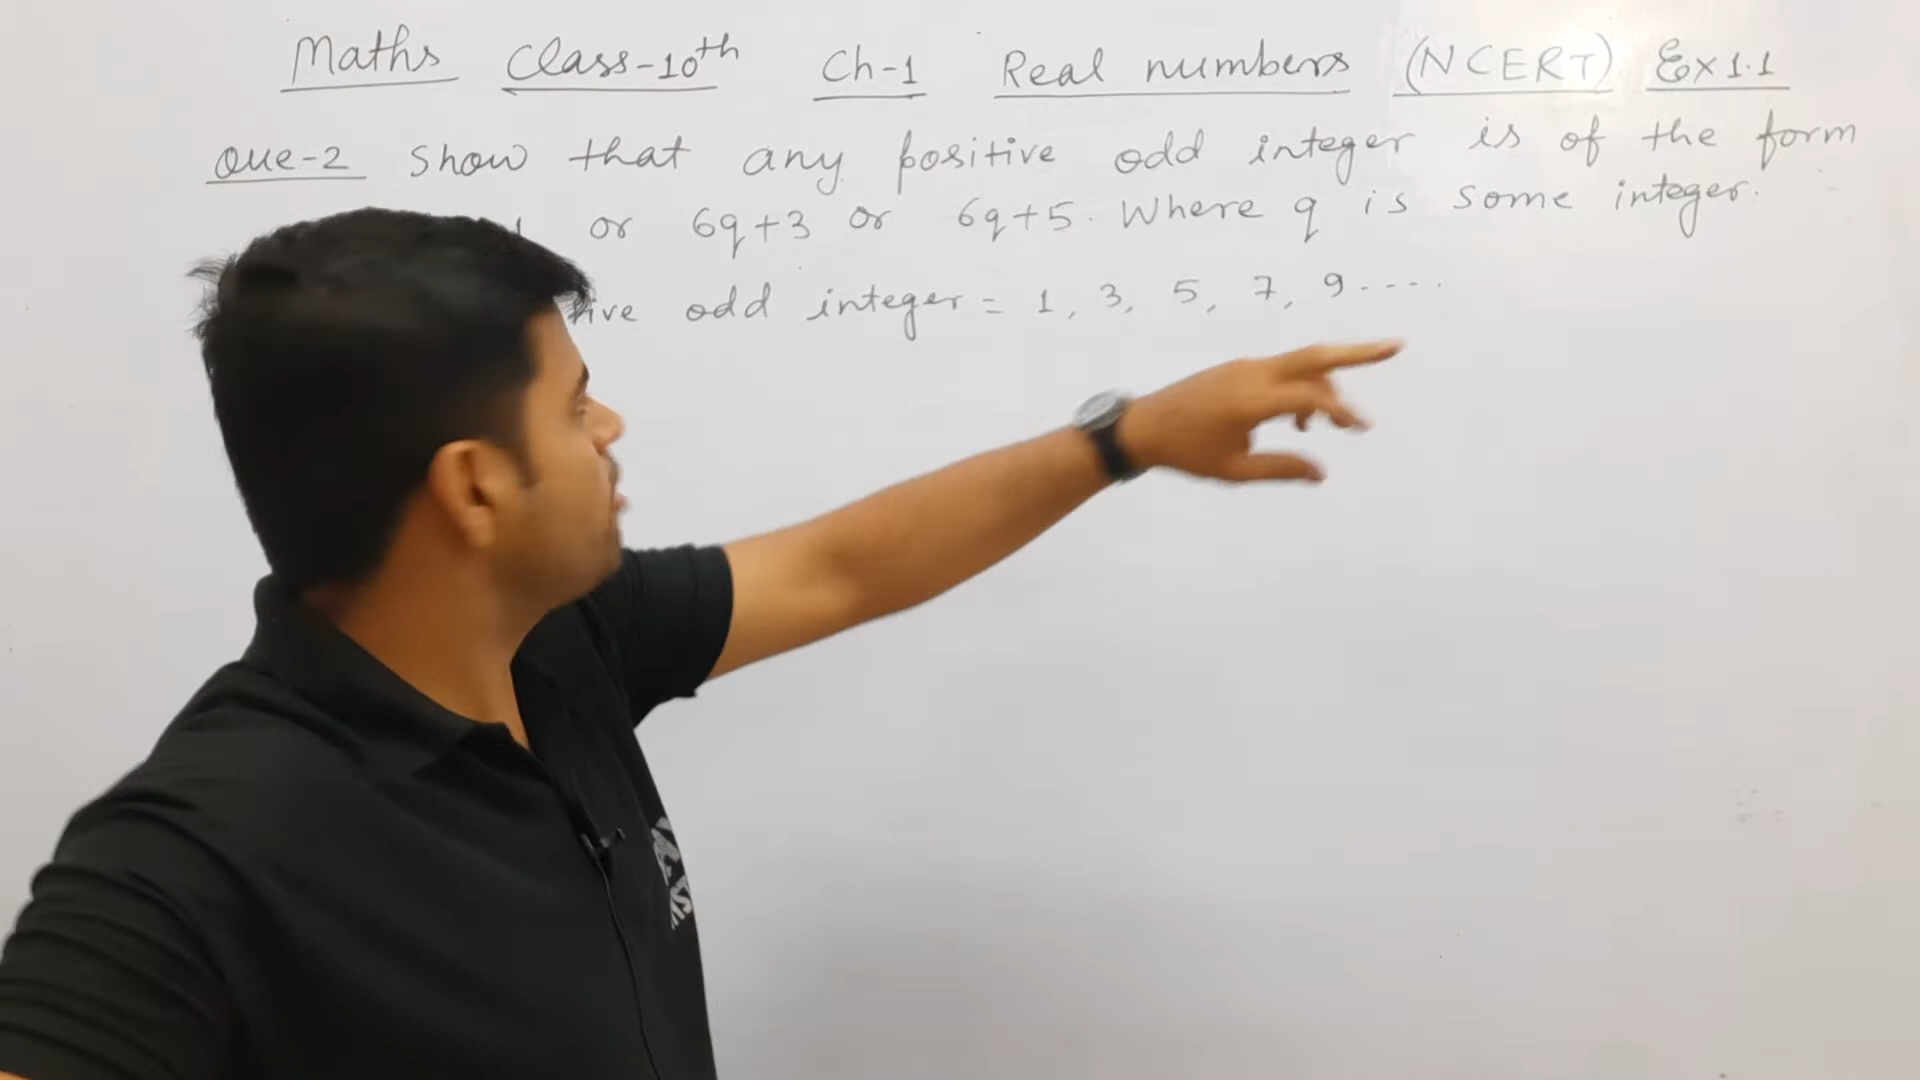 Maths Class-10th Ch-1 Real numbers (NCERT) Ex 1.1
Que-2 Show that any positive odd integer is of the form
1 or 6q+3 or 6q+5. Where q is some integer.
ive odd integer = 1, 3, 5, 7, 9....